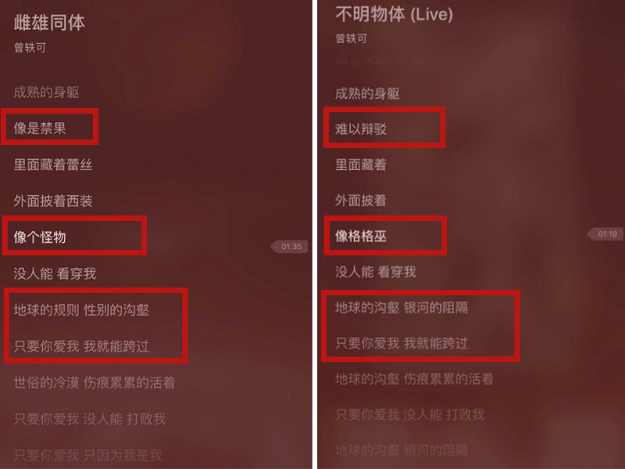 雌雄同体
曾轶可
成熟的身躯
像是禁果
里面藏着蕾丝
外面披着西装
像个怪物
01:35
没人能 看穿我
地球的规则 性别的沟壑
只要你爱我 我就能跨过
世俗的冷漠 伤痕累累的活着
只要你爱我 没人能 打败我
只要你爱我 只因为我是我
不明物体 (Live)
曾轶可
成熟的身躯
难以辩驳
里面藏着
外面披着
像格格巫
01:19
没人能 看穿我
地球的沟壑 银河的阻隔
只要你爱我 我就能跨过
地球的沟壑 伤痕累累的活着
只要你爱我 没人能 打败我
地球的沟壑 银河的阻隔